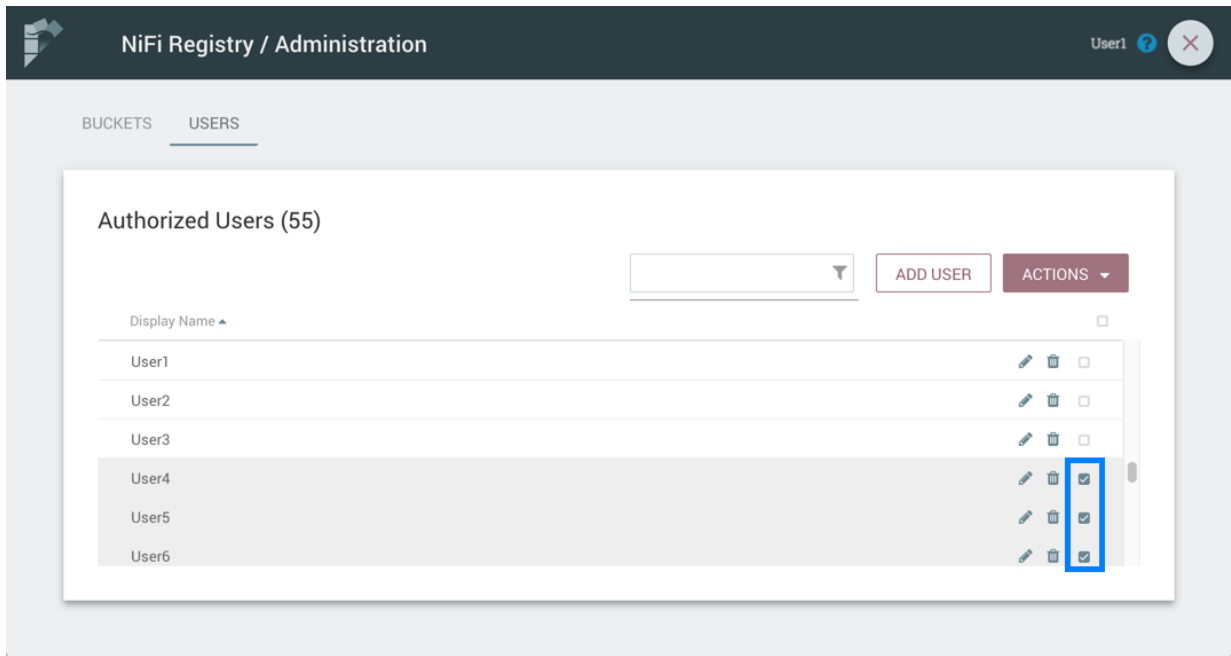 NiFi Registry / Administration
User1 ?
BUCKETS USERS
Authorized Users (55)
ADD USER ACTIONS
Display Name
User1
User2
User3
User4
User5
User6